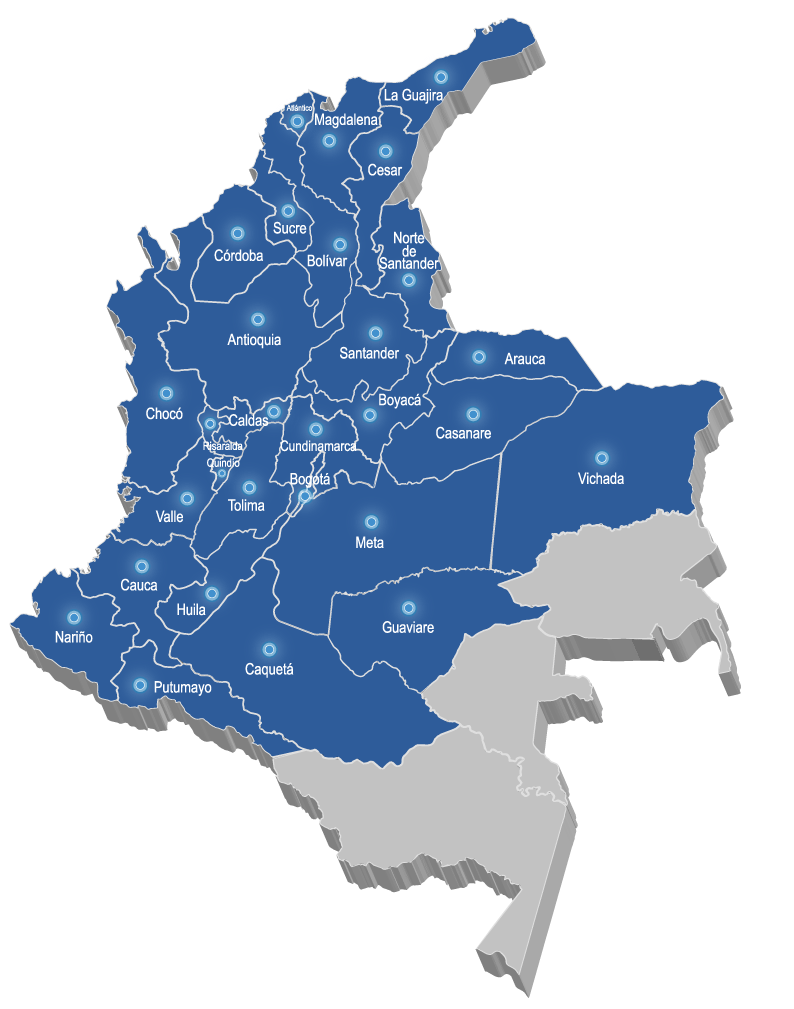 La Guajira
Atlántico
Magdalena
Cesar
Sucre
Norte
de
Santander
Córdoba
Bolívar
Antioquia
Santander
Arauca
Boyacá
Chocó
Caldas
Casanare
Risaralda
Cundinamarca
Quindío
Bogotá
Vichada
Tolima
Valle
Meta
Cauca
Huila
Guaviare
Nariño
Caquetá
Putumayo